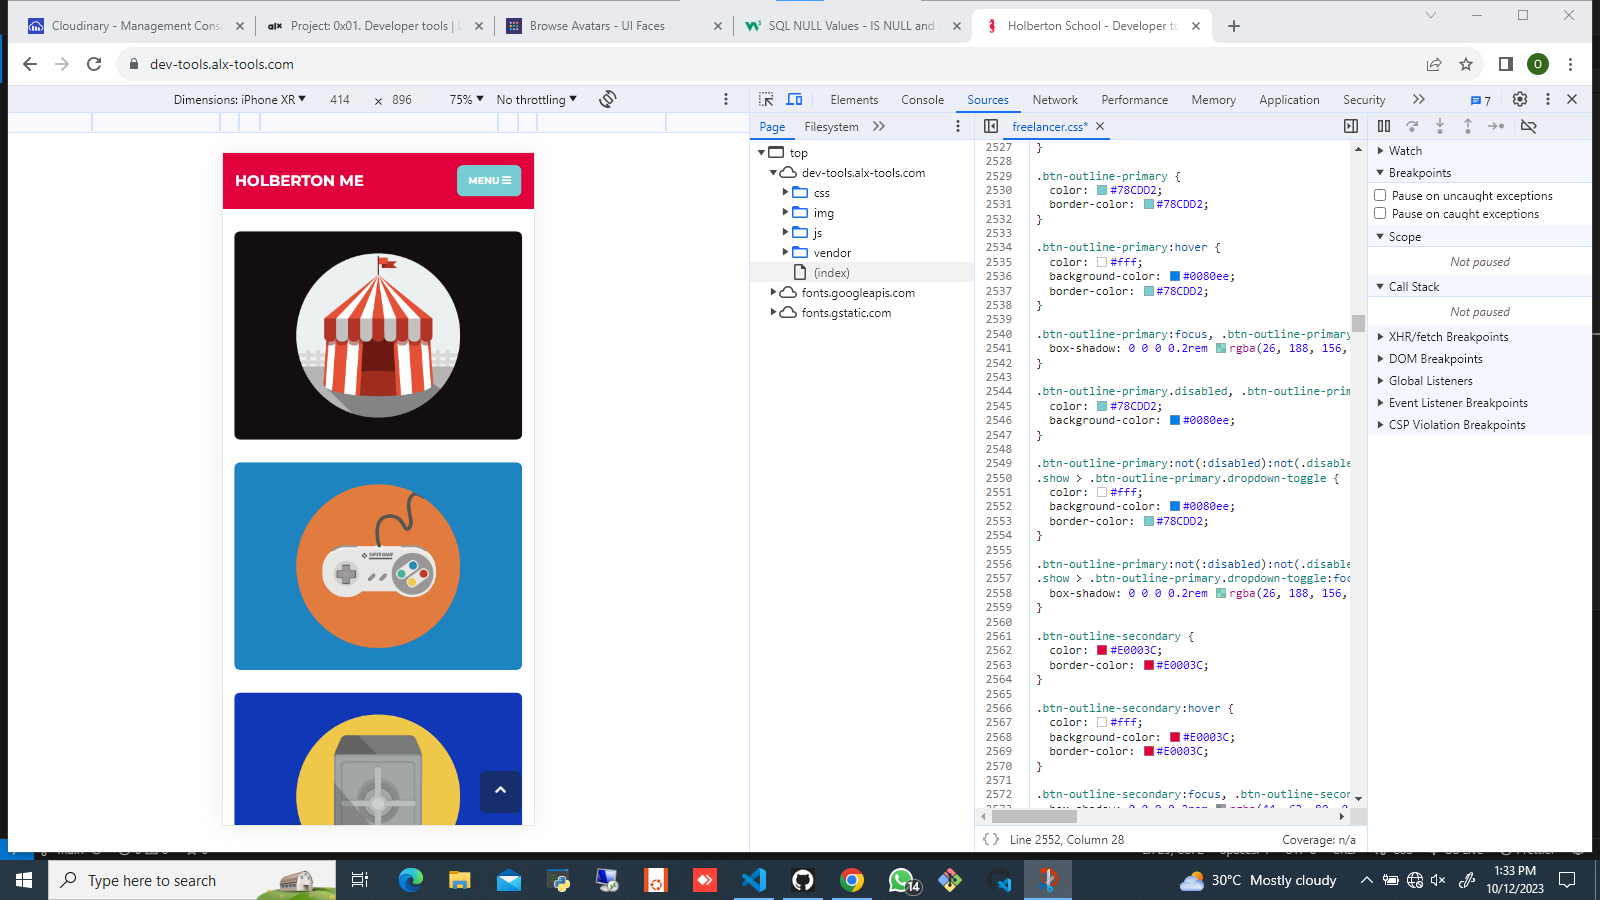 Cloudinary - Management Cons
Project: 0x01. Developer tools |
Browse Avatars - UI Faces
SQL NULL Values - IS NULL and
Holberton School - Developer to
dev-tools.alx-tools.com
O
Dimensions: iPhone XR
414
×
896
75%
No throttling
HOLBERTON ME
MENU
SUPER GAME
Elements
Console
Sources
Network
Performance
Memory
Application
Security
7
Page
Filesystem
top
dev-tools.alx-tools.com
css
img
js
vendor
(index)
fonts.googleapis.com
fonts.gstatic.com
freelancer.css*
2527 }
2528
2529 .btn-outline-primary {
2530 color: #78CDD2;
2531 border-color: #78CDD2;
2532 }
2533
2534 .btn-outline-primary:hover {
2535 color: #fff;
2536 background-color: #0080ee;
2537 border-color: #78CDD2;
2538 }
2539
2540 .btn-outline-primary:focus, .btn-outline-primary
2541 box-shadow: 0 0 0 0.2rem rgba(26, 188, 156,
2542 }
2543
2544 .btn-outline-primary.disabled, .btn-outline-prim
2545 color: #78CDD2;
2546 background-color: #0080ee;
2547 }
2548
2549 .btn-outline-primary:not(:disabled):not(.disable
2550 .show > .btn-outline-primary.dropdown-toggle {
2551 color: #fff;
2552 background-color: #0080ee;
2553 border-color: #78CDD2;
2554 }
2555
2556 .btn-outline-primary:not(:disabled):not(.disable
2557 .show > .btn-outline-primary.dropdown-toggle:foc
2558 box-shadow: 0 0 0 0.2rem rgba(26, 188, 156,
2559 }
2560
2561 .btn-outline-secondary {
2562 color: #E0003C;
2563 border-color: #E0003C;
2564 }
2565
2566 .btn-outline-secondary:hover {
2567 color: #fff;
2568 background-color: #E0003C;
2569 border-color: #E0003C;
2570 }
2571
2572 .btn-outline-secondary:focus, .btn-outline-secon
{} Line 2552, Column 28
Coverage: n/a
Watch
Breakpoints
Pause on uncaught exceptions
Pause on caught exceptions
Scope
Not paused
Call Stack
Not paused
XHR/fetch Breakpoints
DOM Breakpoints
Global Listeners
Event Listener Breakpoints
CSP Violation Breakpoints
Type here to search
14
30°C Mostly cloudy
1:33 PM
10/12/2023